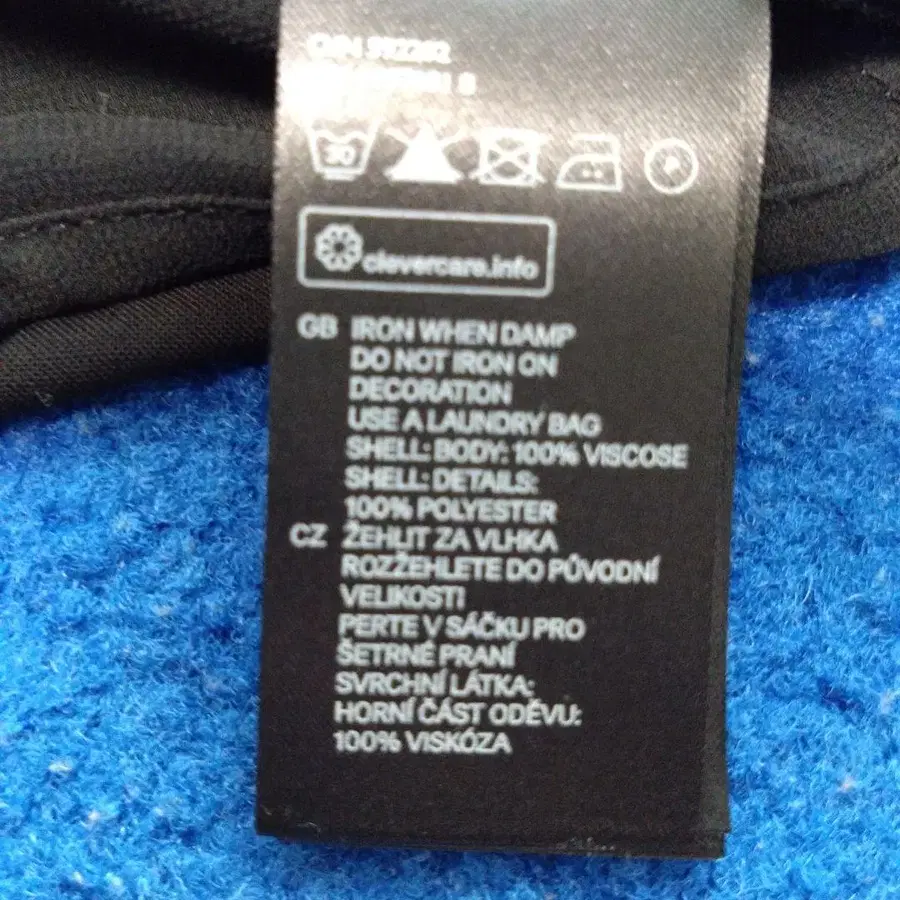 30
P
clevercare.info
GB IRON WHEN DAMP
DO NOT IRON ON
DECORATION
USE A LAUNDRY BAG
SHELL: BODY: 100% VISCOSE
SHELL: DETAILS:
100% POLYESTER
CZ ŽEHLIT ZA VLHKA
ROZŽEHLETE DO PŮVODNÍ
VELIKOSTI
PERTE V SÁČKU PRO
ŠETRNÉ PRANÍ
SVRCHNÍ LÁTKA:
HORNÍ ČÁST ODĚVU:
100% VISKÓZA